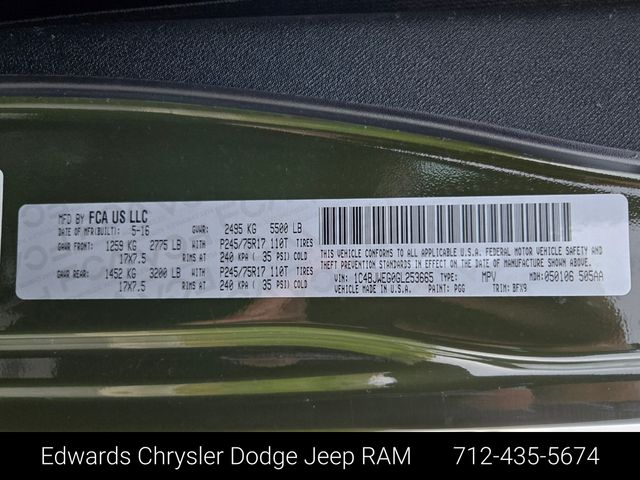 MFD BY FCA US LLC
DATE OF MFR(BUILT): 5-16 GVWR: 2495 KG 5500 LB
GAWR FRONT: 1259 KG 2775 LB WITH P245/75R17 110T TIRES
17X7.5 RIMS AT 240 KPA ( 35 PSI) COLD
GAWR REAR: 1452 KG 3200 LB WITH P245/75R17 110T TIRES
17X7.5 RIMS AT 240 KPA ( 35 PSI) COLD
THIS VEHICLE CONFORMS TO ALL APPLICABLE U.S.A. FEDERAL MOTOR VEHICLE SAFETY AND
THEFT PREVENTION STANDARDS IN EFFECT ON THE DATE OF MANUFACTURE SHOWN ABOVE.
VIN: 1C4BJWEG0GL253665 TYPE: MPV MDH: 050106 505AA
VEHICLE MADE IN U.S.A. PAINT: PGG TRIM: BFX9
Edwards Chrysler Dodge Jeep RAM 712-435-5674